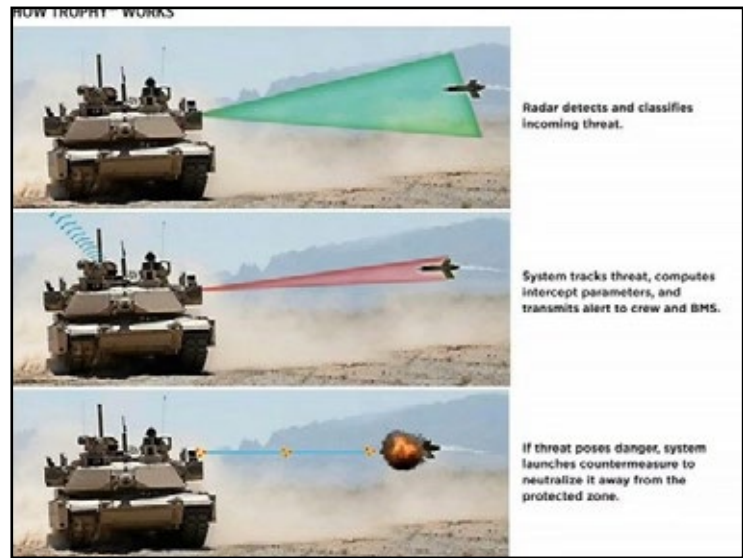 HOW TROPHY™ WORKS
Radar detects and classifies
incoming threat.
System tracks threat, computes
intercept parameters, and
transmits alert to crew and BMS.
If threat poses danger, system
launches countermeasure to
neutralize it away from the
protected zone.